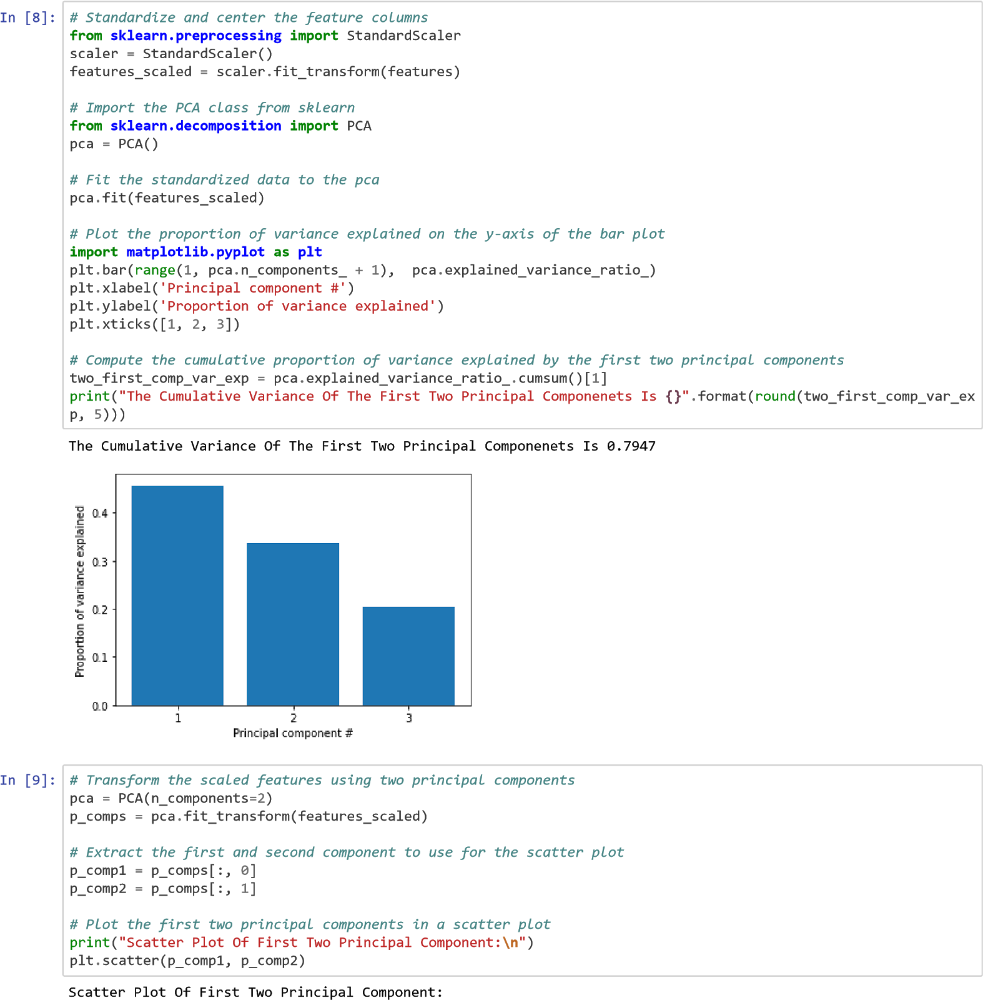 In [8]:
# Standardize and center the feature columns
from sklearn.preprocessing import StandardScaler
scaler = StandardScaler()
features_scaled = scaler.fit_transform(features)
# Import the PCA class from sklearn
from sklearn.decomposition import PCA
pca = PCA()
# Fit the standardized data to the pca
pca.fit(features_scaled)
# Plot the proportion of variance explained on the y-axis of the bar plot
import matplotlib.pyplot as plt
plt.bar(range(1, pca.n_components_ + 1),  pca.explained_variance_ratio_)
plt.xlabel('Principal component #')
plt.ylabel('Proportion of variance explained')
plt.xticks([1, 2, 3])
# Compute the cumulative proportion of variance explained by the first two principal components
two_first_comp_var_exp = pca.explained_variance_ratio_.cumsum()[1]
print("The Cumulative Variance Of The First Two Principal Componenets Is {}".format(round(two_first_comp_var_ex
p, 5)))
The Cumulative Variance Of The First Two Principal Componenets Is 0.7947
Proportion of variance explained
0.4
0.3
0.2
0.1
0.0
1 2 3
Principal component #
In [9]:
# Transform the scaled features using two principal components
pca = PCA(n_components=2)
p_comps = pca.fit_transform(features_scaled)
# Extract the first and second component to use for the scatter plot
p_comp1 = p_comps[:, 0]
p_comp2 = p_comps[:, 1]
# Plot the first two principal components in a scatter plot
print("Scatter Plot Of First Two Principal Component:\n")
plt.scatter(p_comp1, p_comp2)
Scatter Plot Of First Two Principal Component: